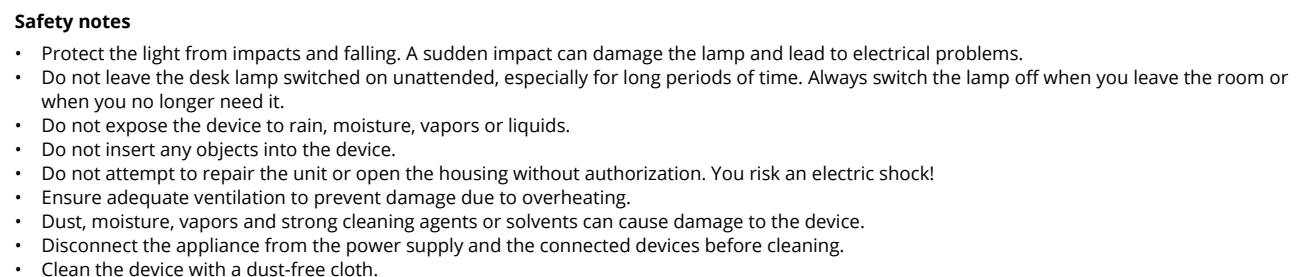 Safety notes
• Protect the light from impacts and falling. A sudden impact can damage the lamp and lead to electrical problems.
• Do not leave the desk lamp switched on unattended, especially for long periods of time. Always switch the lamp off when you leave the room or
when you no longer need it.
• Do not expose the device to rain, moisture, vapors or liquids.
• Do not insert any objects into the device.
• Do not attempt to repair the unit or open the housing without authorization. You risk an electric shock!
• Ensure adequate ventilation to prevent damage due to overheating.
• Dust, moisture, vapors and strong cleaning agents or solvents can cause damage to the device.
• Disconnect the appliance from the power supply and the connected devices before cleaning.
• Clean the device with a dust-free cloth.